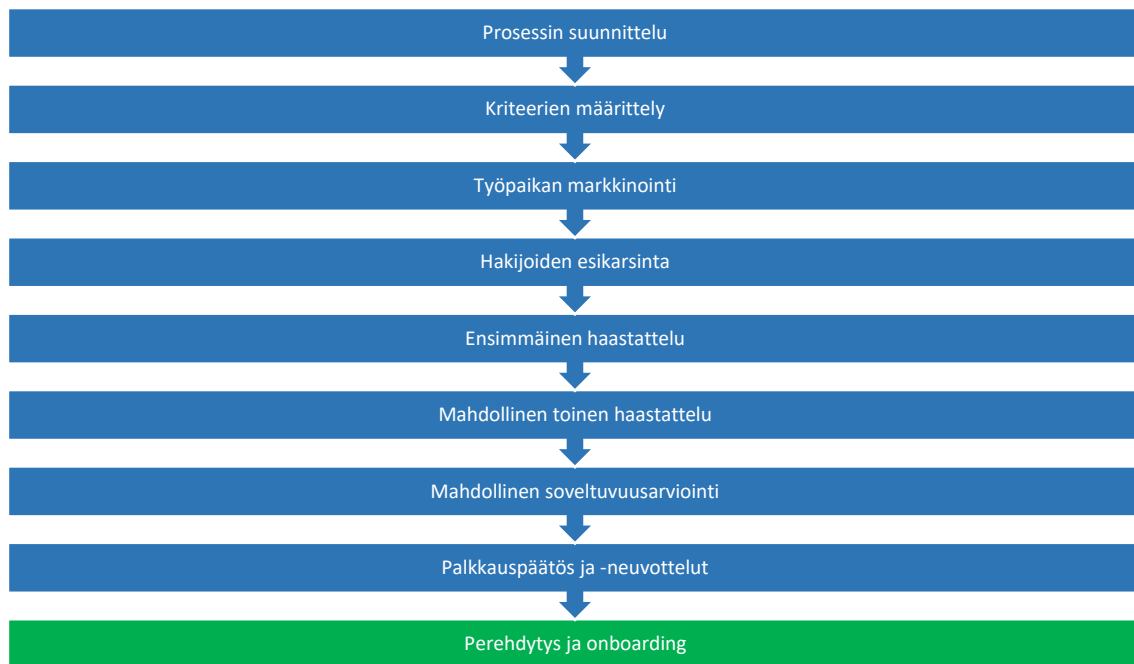 Prosessin suunnittelu
Kriteerien määrittely
Työpaikan markkinointi
Hakijoiden esikarsinta
Ensimmäinen haastattelu
Mahdollinen toinen haastattelu
Mahdollinen soveltuvuusarviointi
Palkkauspäätös ja -neuvottelut
Perehdytys ja onboarding